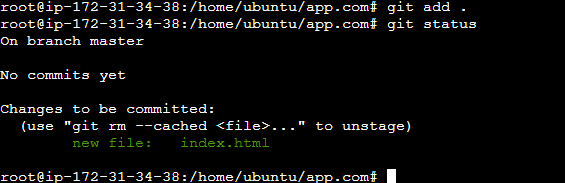 root@ip-172-31-34-38:/home/ubuntu/app.com# git add .
root@ip-172-31-34-38:/home/ubuntu/app.com# git status
On branch master

No commits yet

Changes to be committed:
  (use "git rm --cached <file>..." to unstage)
        new file:   index.html

root@ip-172-31-34-38:/home/ubuntu/app.com#